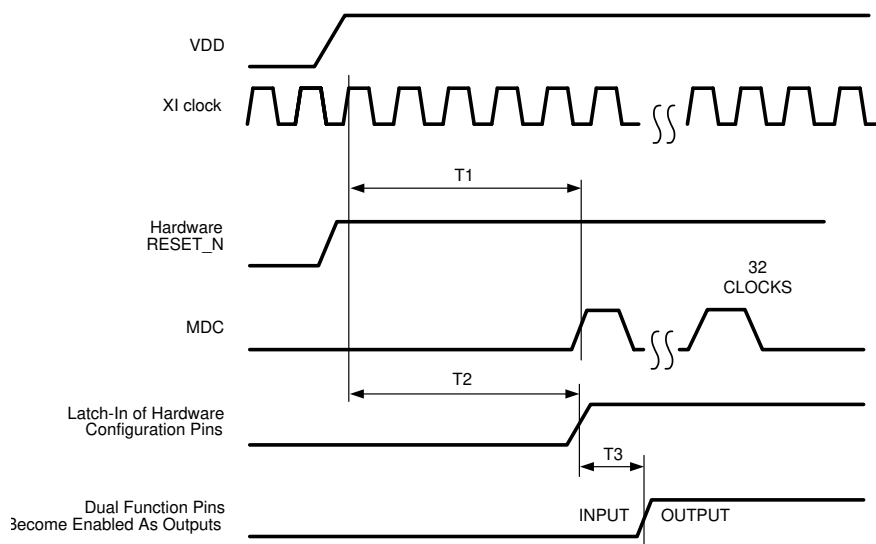 VDD
XI clock
T1
Hardware
RESET_N
32
CLOCKS
MDC
T2
Latch-In of Hardware
Configuration Pins
T3
Dual Function Pins
Become Enabled As Outputs
INPUT
OUTPUT